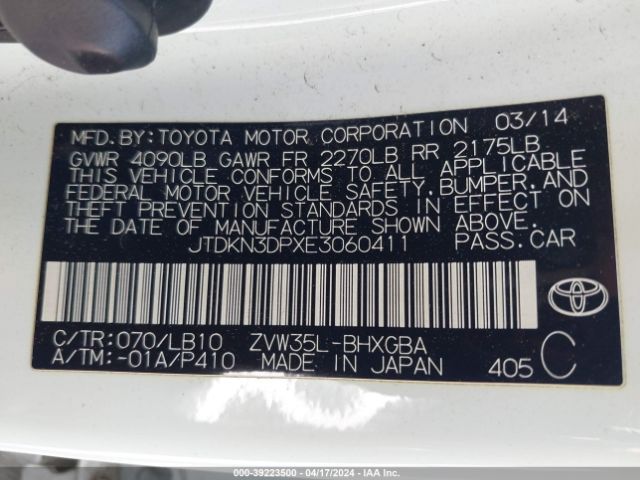 MFD.BY:TOYOTA MOTOR CORPORATION 03/14
GVWR 4090LB GAWR FR 2270LB RR 2175LB
THIS VEHICLE CONFORMS TO ALL APPLICABLE
FEDERAL MOTOR VEHICLE SAFETY,BUMPER,AND
THEFT PREVENTION STANDARDS IN EFFECT ON
THE DATE OF MANUFACTURE SHOWN ABOVE.
JTDKN3DPXE3060411 PASS.CAR
C/TR:070/LB10 ZVW35L-BHXGBA
A/TM:-01A/P410 MADE IN JAPAN 405 C
000-39223500 - 04/17/2024 - IAA Inc.